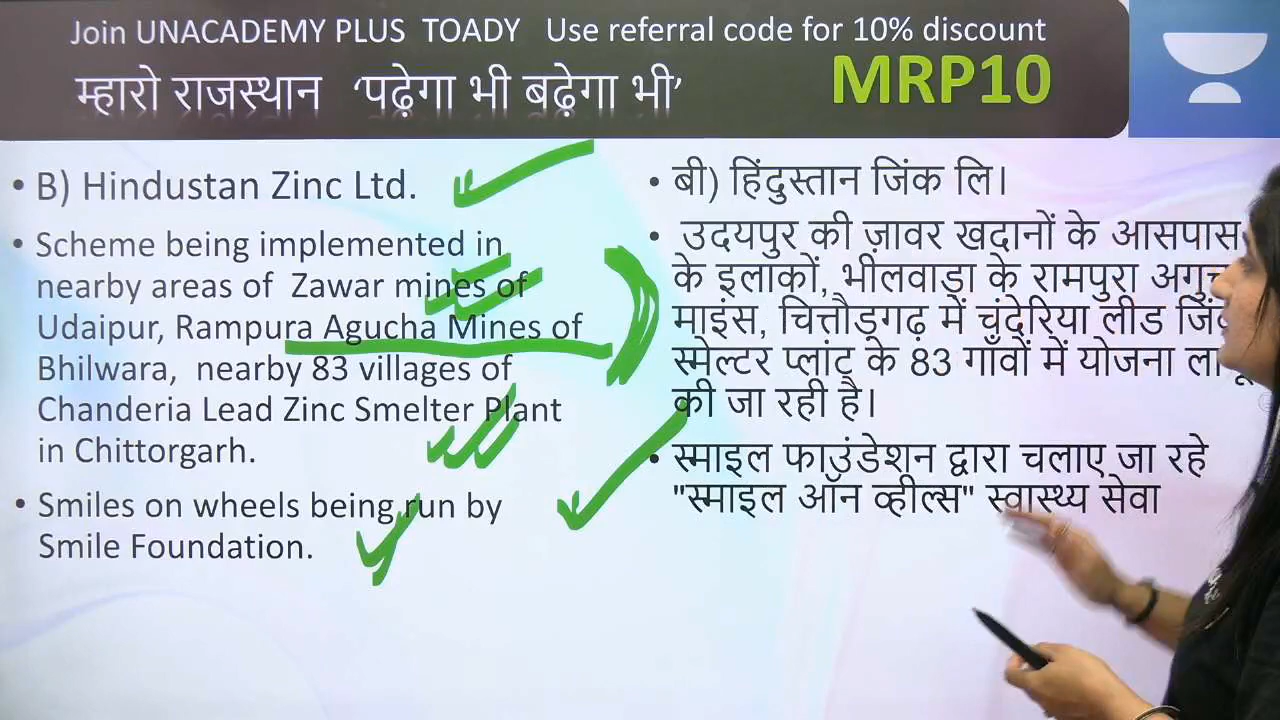 Join UNACADEMY PLUS TOADY Use referral code for 10% discount
म्हारो राजस्थान 'पढ़ेगा भी बढ़ेगा भी' MRP10
• B) Hindustan Zinc Ltd.
• Scheme being implemented in
nearby areas of Zawar mines of
Udaipur, Rampura Agucha Mines of
Bhilwara, nearby 83 villages of
Chanderia Lead Zinc Smelter Plant
in Chittorgarh.
• Smiles on wheels being run by
Smile Foundation.
• बी) हिंदुस्तान जिंक लि।
• उदयपुर की ज़ावर खदानों के आसपास
के इलाकों, भीलवाड़ा के रामपुरा
माइंस, चित्तौड़गढ़ में चंदेरिया लीड
स्मेल्टर प्लांट के 83 गाँवों में योजना
की जा रही है।
• स्माइल फाउंडेशन द्वारा चलाए जा रहे
"स्माइल ऑन व्हील्स" स्वास्थ्य सेवा